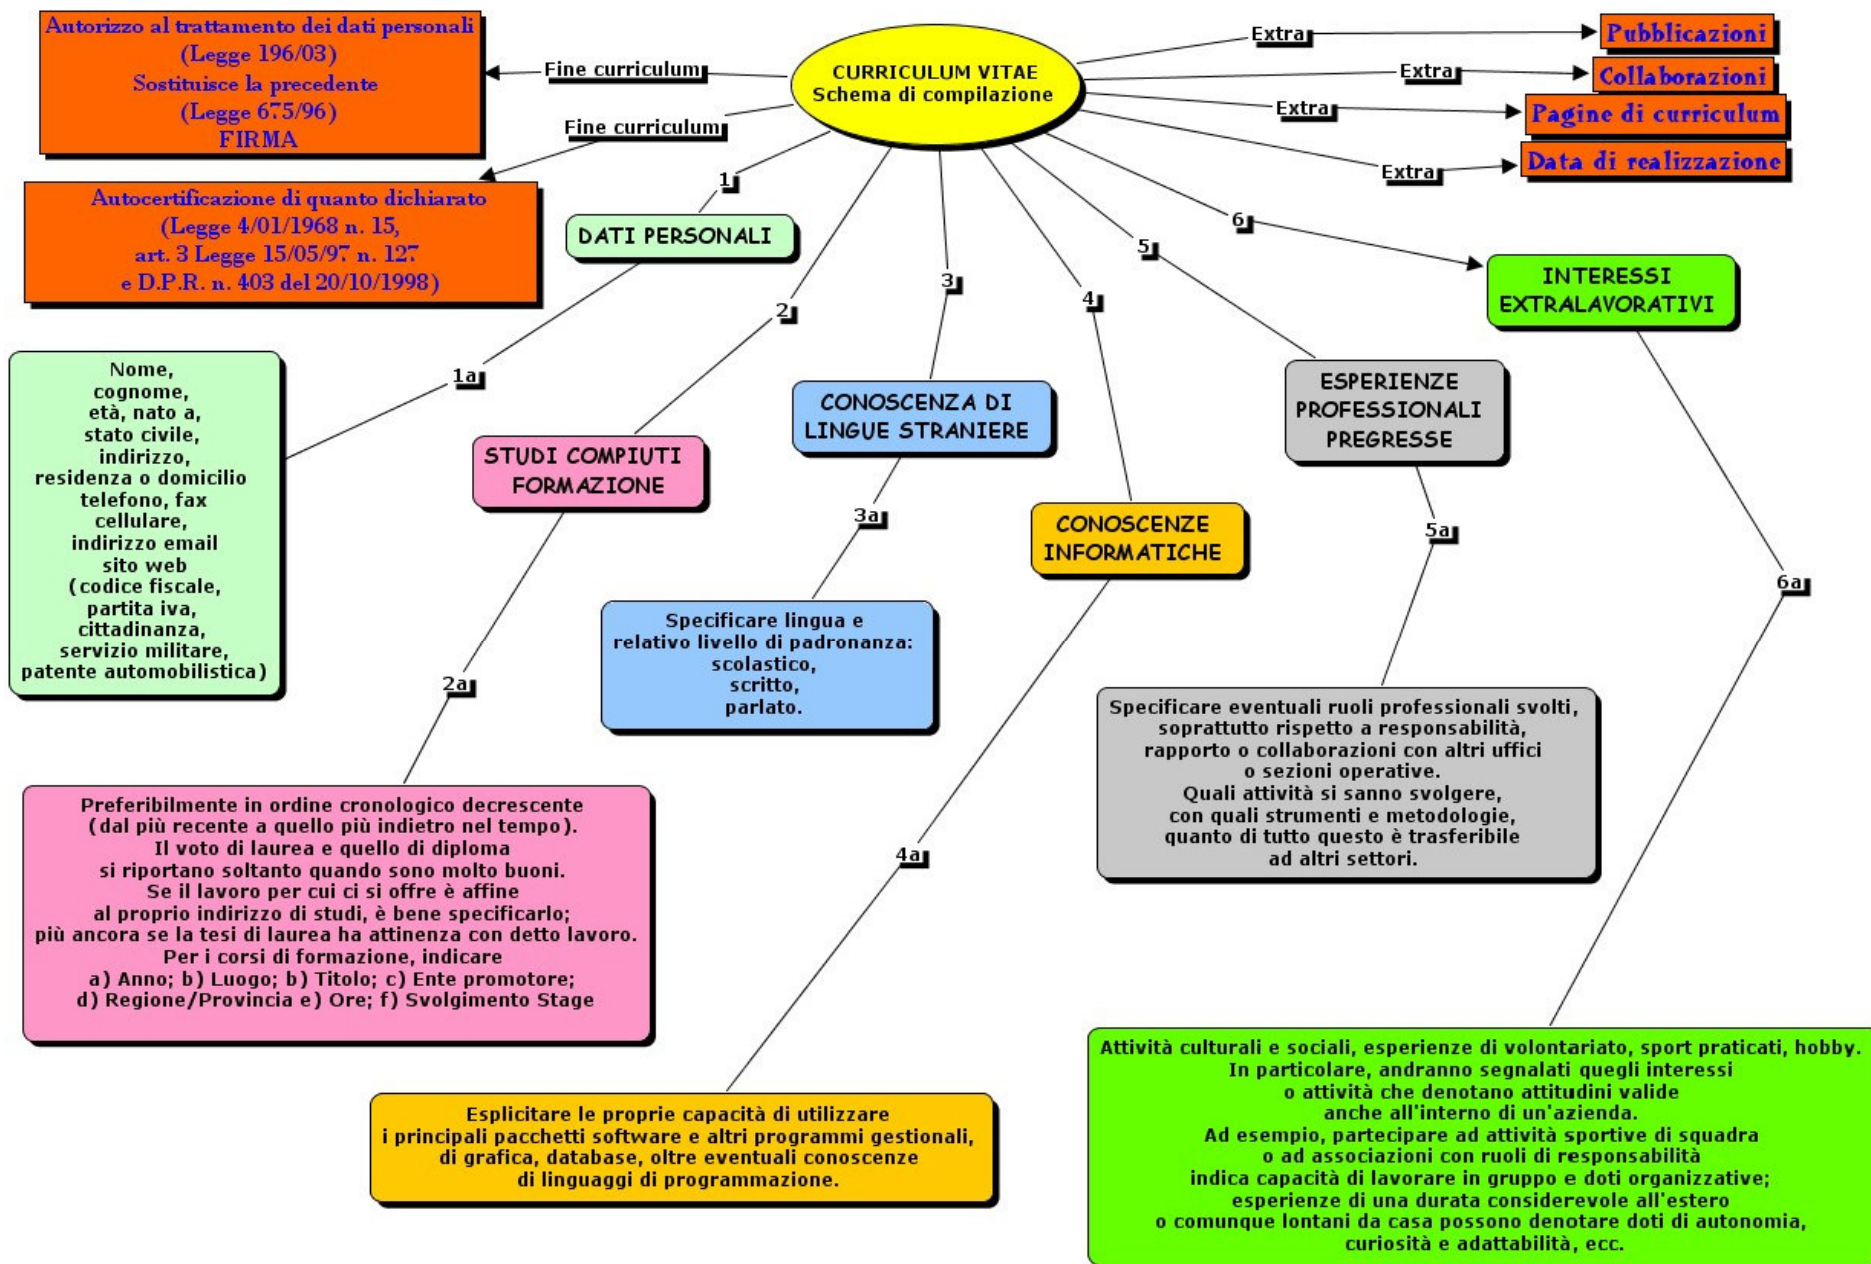 CURRICULUM VITAE
Schema di compilazione
Fine curriculum
Autorizzo al trattamento dei dati personali
(Legge 196/03)
Sostituisce la precedente
(Legge 675/96)
FIRMA
Fine curriculum
Autocertificazione di quanto dichiarato
(Legge 4/01/1968 n. 15,
art. 3 Legge 15/05/97 n. 127
e D.P.R. n. 403 del 20/10/1998)
Extra
Pubblicazioni
Extra
Collaborazioni
Extra
Pagine di curriculum
Extra
Data di realizzazione
1
DATI PERSONALI
1a
Nome,
cognome,
età, nato a,
stato civile,
indirizzo,
residenza o domicilio
telefono, fax
cellulare,
indirizzo email
sito web
(codice fiscale,
partita iva,
cittadinanza,
servizio militare,
patente automobilistica)
2
STUDI COMPIUTI
FORMAZIONE
2a
Preferibilmente in ordine cronologico decrescente
(dal più recente a quello più indietro nel tempo).
Il voto di laurea e quello di diploma
si riportano soltanto quando sono molto buoni.
Se il lavoro per cui ci si offre è affine
al proprio indirizzo di studi, è bene specificarlo;
più ancora se la tesi di laurea ha attinenza con detto lavoro.
Per i corsi di formazione, indicare
a) Anno; b) Luogo; b) Titolo; c) Ente promotore;
d) Regione/Provincia e) Ore; f) Svolgimento Stage
3
CONOSCENZA DI
LINGUE STRANIERE
3a
Specificare lingua e
relativo livello di padronanza:
scolastico,
scritto,
parlato.
4
CONOSCENZE
INFORMATICHE
4a
Esplicitare le proprie capacità di utilizzare
i principali pacchetti software e altri programmi gestionali,
di grafica, database, oltre eventuali conoscenze
di linguaggi di programmazione.
5
ESPERIENZE
PROFESSIONALI
PREGRESSE
5a
Specificare eventuali ruoli professionali svolti,
soprattutto rispetto a responsabilità,
rapporto o collaborazioni con altri uffici
o sezioni operative.
Quali attività si sanno svolgere,
con quali strumenti e metodologie,
quanto di tutto questo è trasferibile
ad altri settori.
6
INTERESSI
EXTRALAVORATIVI
6a
Attività culturali e sociali, esperienze di volontariato, sport praticati, hobby.
In particolare, andranno segnalati quegli interessi
o attività che denotano attitudini valide
anche all'interno di un'azienda.
Ad esempio, partecipare ad attività sportive di squadra
o ad associazioni con ruoli di responsabilità
indica capacità di lavorare in gruppo e doti organizzative;
esperienze di una durata considerevole all'estero
o comunque lontani da casa possono denotare doti di autonomia,
curiosità e adattabilità, ecc.